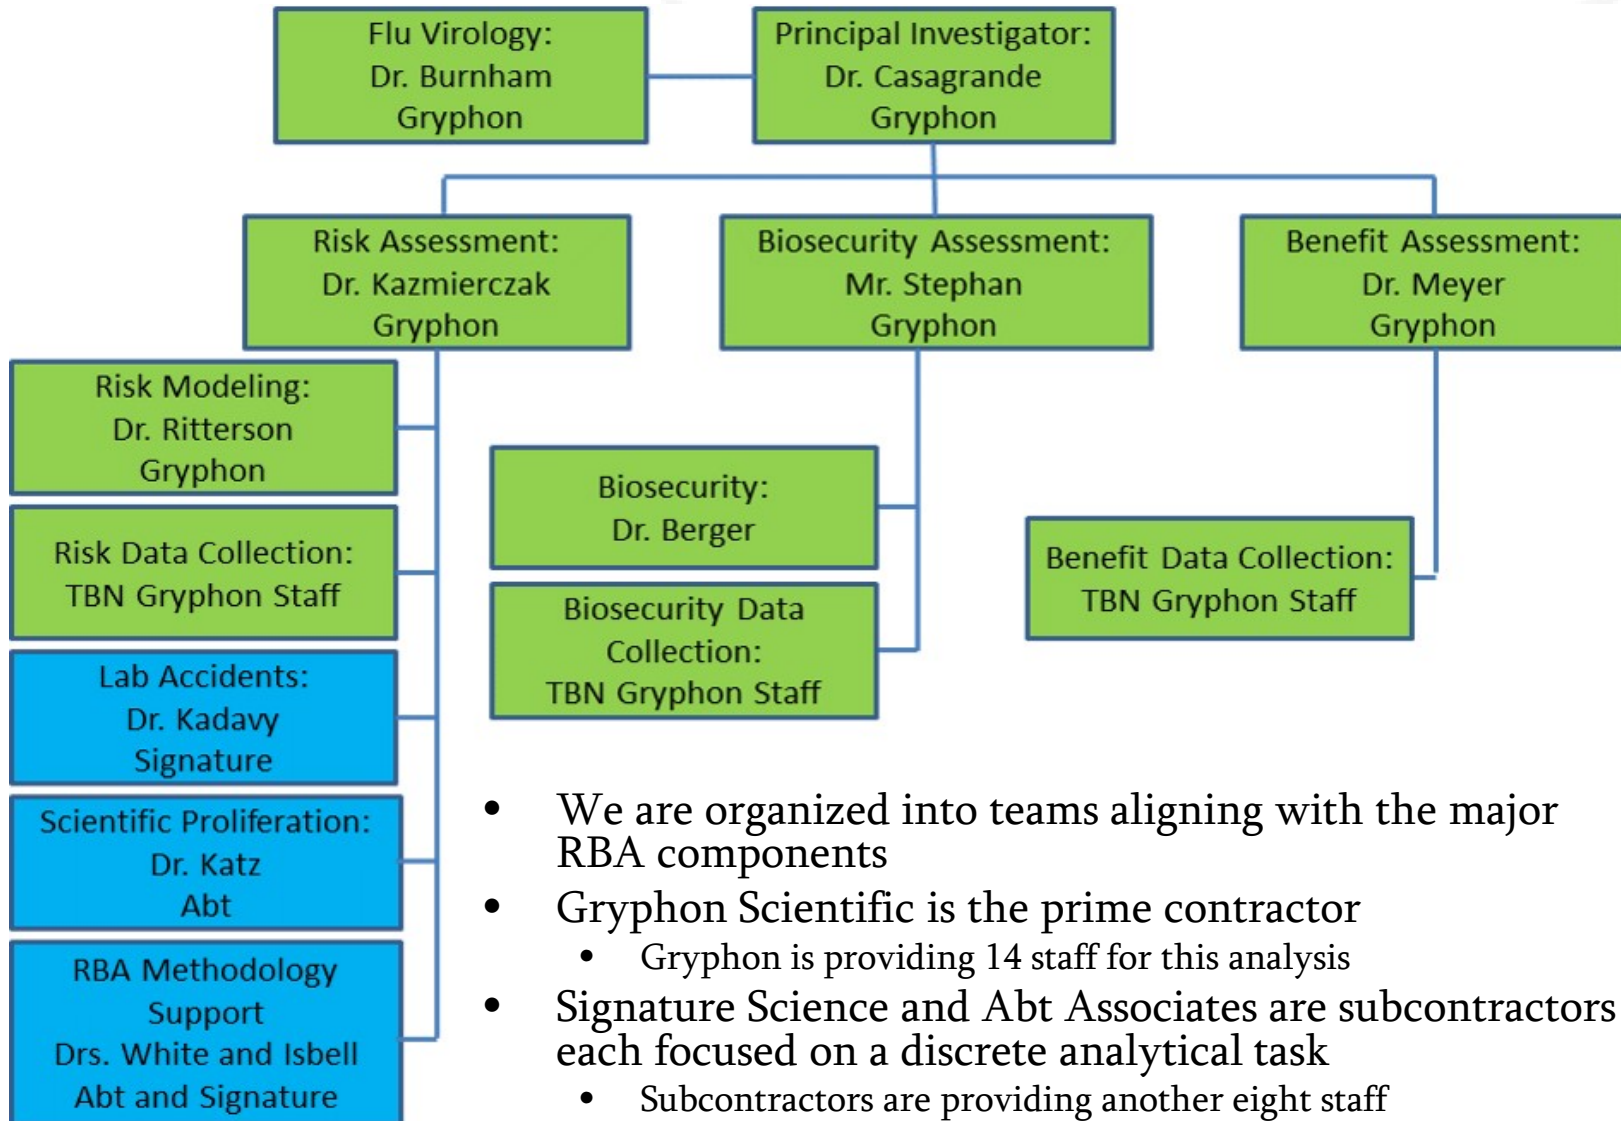 Flu Virology:
Dr. Burnham
Gryphon
Principal Investigator:
Dr. Casagrande
Gryphon
Risk Assessment:
Dr. Kazmierczak
Gryphon
Biosecurity Assessment:
Mr. Stephan
Gryphon
Benefit Assessment:
Dr. Meyer
Gryphon
Risk Modeling:
Dr. Ritterson
Gryphon
Risk Data Collection:
TBN Gryphon Staff
Lab Accidents:
Dr. Kadavy
Signature
Scientific Proliferation:
Dr. Katz
Abt
RBA Methodology
Support
Drs. White and Isbell
Abt and Signature
Biosecurity:
Dr. Berger
Biosecurity Data
Collection:
TBN Gryphon Staff
Benefit Data Collection:
TBN Gryphon Staff
• We are organized into teams aligning with the major
RBA components
• Gryphon Scientific is the prime contractor
• Gryphon is providing 14 staff for this analysis
• Signature Science and Abt Associates are subcontractors
each focused on a discrete analytical task
• Subcontractors are providing another eight staff